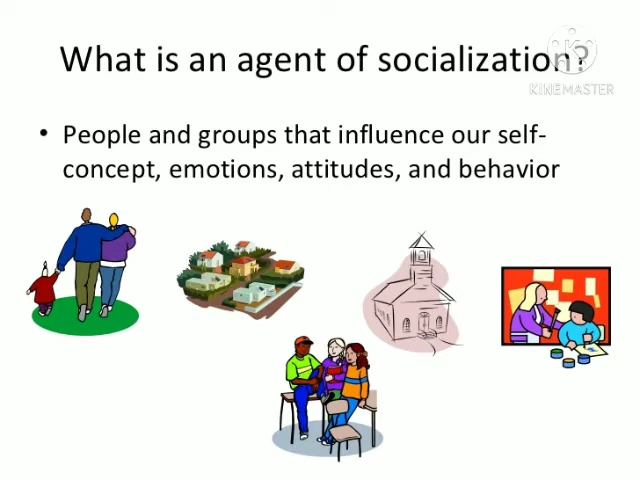 What is an agent of socialization?
KINEMASTER
• People and groups that influence our self-
concept, emotions, attitudes, and behavior